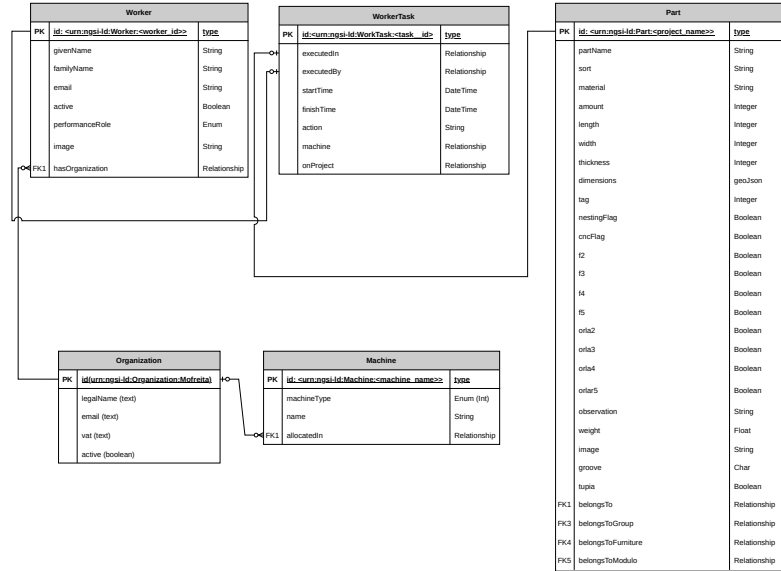 Worker
PK id: <urn:ngsi-ld:Worker:<worker_id>> type
givenName String
familyName String
email String
active Boolean
performanceRole Enum
image String
FK1 hasOrganization Relationship
WorkerTask
PK id:<urn:ngsi-ld:WorkTask:<task__id> type
executedIn Relationship
executedBy Relationship
startTime DateTime
finishTime DateTime
action String
machine Relationship
onProject Relationship
Part
PK id: <urn:ngsi-ld:Part:<project_name>> type
partName String
sort String
material String
amount Integer
length Integer
width Integer
thickness Integer
dimensions geoJson
tag Integer
nestingFlag Boolean
cncFlag Boolean
f2 Boolean
f3 Boolean
f4 Boolean
f5 Boolean
orla2 Boolean
orla3 Boolean
orla4 Boolean
orlar5 Boolean
observation String
weight Float
image String
groove Char
tupia Boolean
FK1 belongsTo Relationship
FK3 belongsToGroup Relationship
FK4 belongsToFurniture Relationship
FK5 belongsToModulo Relationship
Organization
PK id(urn:ngsi-ld:Organization:Mofreita)
legalName (text)
email (text)
vat (text)
active (boolean)
Machine
PK id: <urn:ngsi-ld:Machine:<machine_name>> type
machineType Enum (Int)
name String
FK1 allocatedIn Relationship